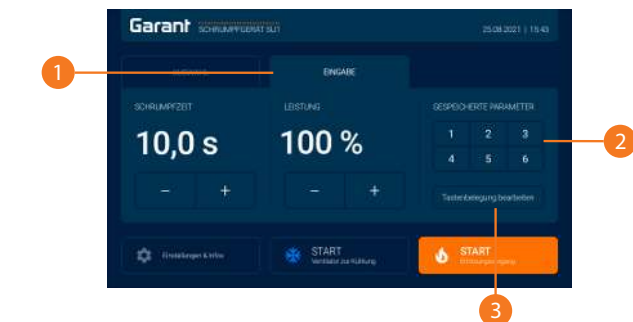 Garant SCHRUMPFGERÄT SU1
25.08.2021 | 15:43
1
EINGABE
SCHRUMPFZEIT
LEISTUNG
GESPEICHERTE PARAMETER
10,0 s
100 %
1 2 3
2
4 5 6
− +
− +
Tastenbelegung bearbeiten
Einstellungen & Infos
START
Ventilator zur Kühlung
START
3